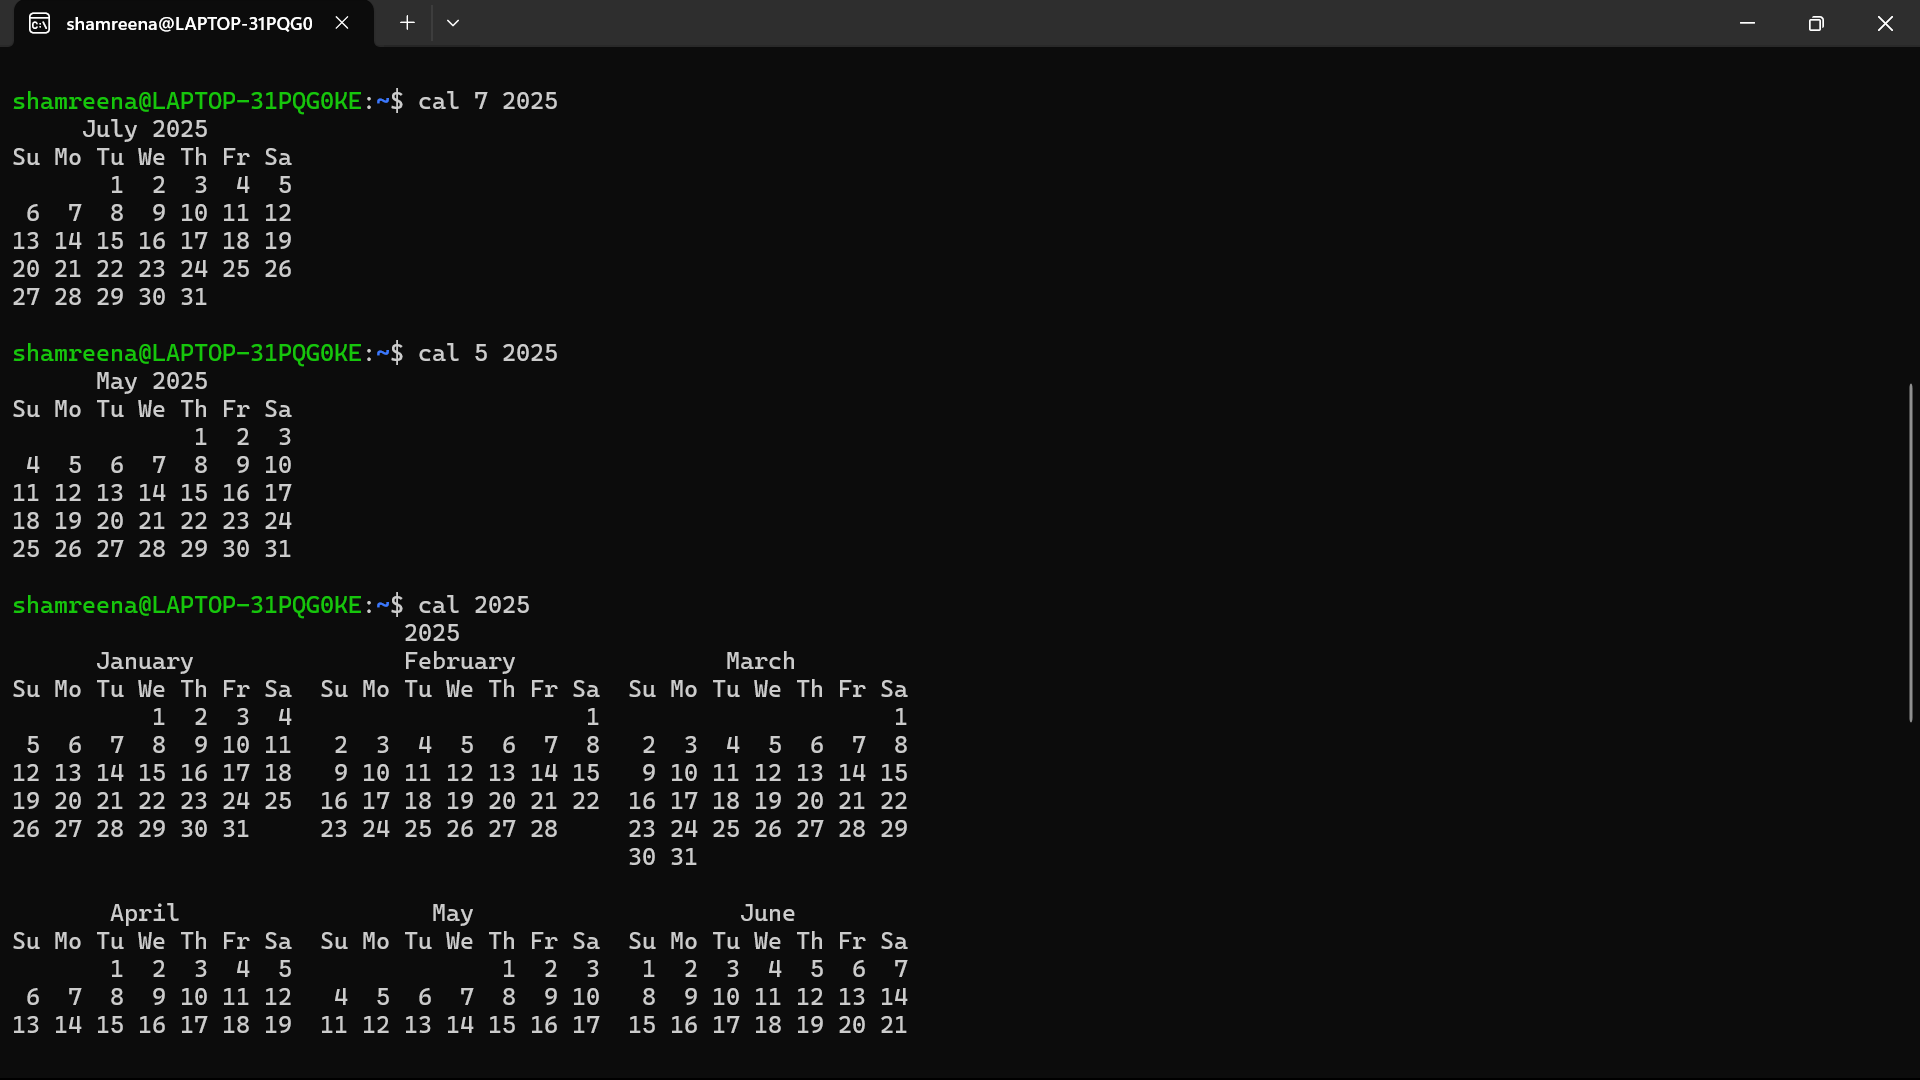 shamreena@LAPTOP-31PQG0
shamreena@LAPTOP-31PQG0KE:~$ cal 7 2025
     July 2025
Su Mo Tu We Th Fr Sa
       1  2  3  4  5
 6  7  8  9 10 11 12
13 14 15 16 17 18 19
20 21 22 23 24 25 26
27 28 29 30 31
shamreena@LAPTOP-31PQG0KE:~$ cal 5 2025
      May 2025
Su Mo Tu We Th Fr Sa
             1  2  3
 4  5  6  7  8  9 10
11 12 13 14 15 16 17
18 19 20 21 22 23 24
25 26 27 28 29 30 31
shamreena@LAPTOP-31PQG0KE:~$ cal 2025
                            2025
      January               February               March
Su Mo Tu We Th Fr Sa  Su Mo Tu We Th Fr Sa  Su Mo Tu We Th Fr Sa
          1  2  3  4                     1                     1
 5  6  7  8  9 10 11   2  3  4  5  6  7  8   2  3  4  5  6  7  8
12 13 14 15 16 17 18   9 10 11 12 13 14 15   9 10 11 12 13 14 15
19 20 21 22 23 24 25  16 17 18 19 20 21 22  16 17 18 19 20 21 22
26 27 28 29 30 31     23 24 25 26 27 28     23 24 25 26 27 28 29
                                            30 31
       April                  May                   June
Su Mo Tu We Th Fr Sa  Su Mo Tu We Th Fr Sa  Su Mo Tu We Th Fr Sa
       1  2  3  4  5               1  2  3   1  2  3  4  5  6  7
 6  7  8  9 10 11 12   4  5  6  7  8  9 10   8  9 10 11 12 13 14
13 14 15 16 17 18 19  11 12 13 14 15 16 17  15 16 17 18 19 20 21